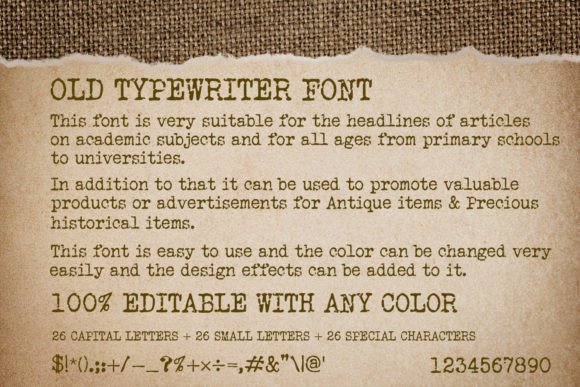 OLD TYPEWRITER FONT
This font is very suitable for the headlines of articles
on academic subjects and for all ages from primary schools
to universities.
In addition to that it can be used to promote valuable
products or advertisements for Antique items & Precious
historical items.
This font is easy to use and the color can be changed very
easily and the design effects can be added to it.
100% EDITABLE WITH ANY COLOR
26 CAPITAL LETTERS + 26 SMALL LETTERS + 26 SPECIAL CHARACTERS
$!*().;:+/-–_?%+×÷=,#&"\|@' 1234567890